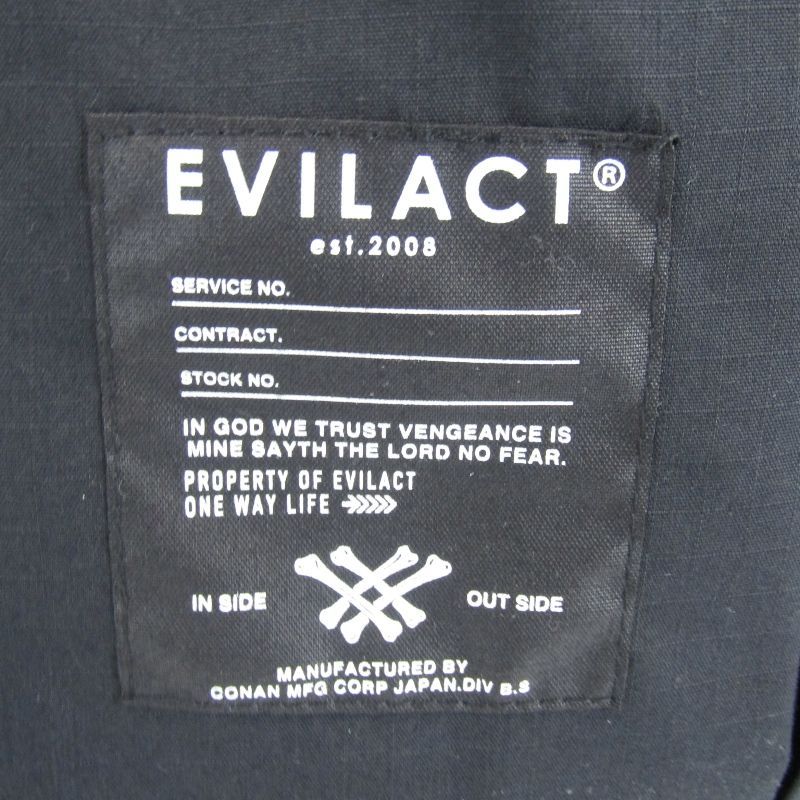 EVILACT®
est.2008
SERVICE NO.
CONTRACT.
STOCK NO.
IN GOD WE TRUST VENGEANCE IS
MINE SAYTH THE LORD NO FEAR.
PROPERTY OF EVILACT
ONE WAY LIFE
IN SIDE OUT SIDE
MANUFACTURED BY
CONAN MFG CORP JAPAN.DIV B.S